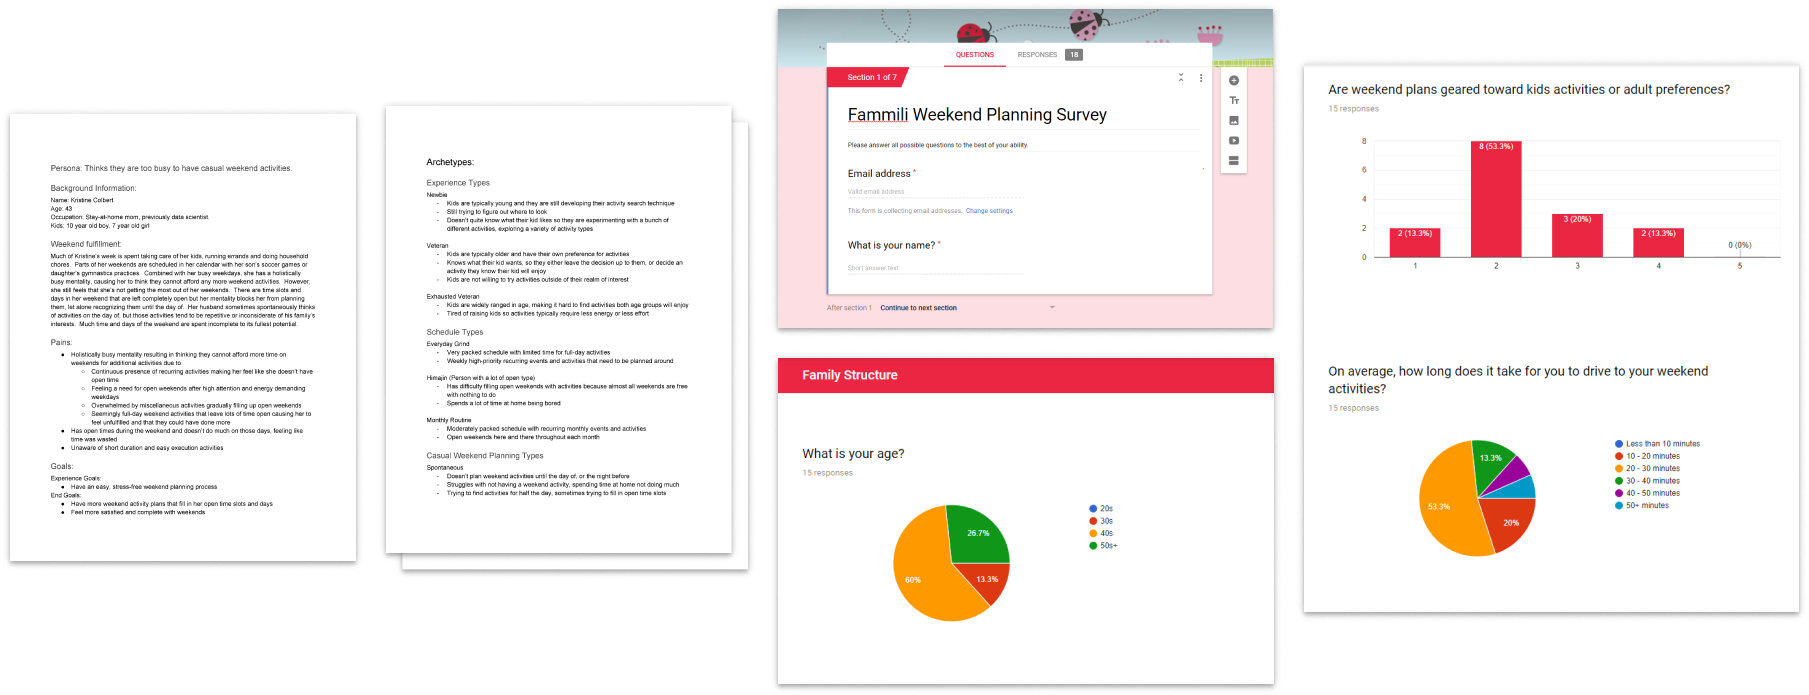 Persona: Thinks they are too busy to have casual weekend activities.
Background Information:
Name: Kristine Colbert
Age: 43
Occupation: Stay-at-home mom, previously data scientist
Kids: 10 year old boy, 7 year old girl
Weekend fulfillment:
Much of Kristine's week is spent taking care of her kids, running errands and doing household
chores. Parts of her weekends are scheduled in her calendar with her son's soccer games or
daughter's gymnastics practices. Combined with her busy weekdays, she has a holistically
busy mentality, causing her to think they cannot afford any more weekend activities. However,
she still feels that she's not getting the most out of her weekends. There are time slots and
days in her weekend that are left completely open but her mentality blocks her from planning
them, let alone recognizing them until the day of. Her husband sometimes spontaneously thinks
of activities on the day of, but those activities tend to be repetitive or inconsiderate of his family's
interests. Much time and days of the weekend are spent incomplete to its fullest potential.
Pains:
● Holistically busy mentality resulting in thinking they cannot afford more time on
weekends for additional activities due to
○ Continuous presence of recurring activities making her feel like she doesn't have
open time
○ Feeling a need for open weekends after high attention and energy demanding
weekdays
○ Overwhelmed by miscellaneous activities gradually filling up open weekends
○ Seemingly full-day weekend activities that leave lots of time open causing her to
feel unfulfilled and that they could have done more
● Has open times during the weekend and doesn't do much on those days, feeling like
time was wasted
● Unaware of short duration and easy execution activities
Goals:
Experience Goals:
● Have an easy, stress-free weekend planning process
End Goals:
● Have more weekend activity plans that fill in her open time slots and days
● Feel more satisfied and complete with weekends
Archetypes:
Experience Types
Newbie
- Kids are typically young and they are still developing their activity search technique
- Still trying to figure out where to look
- Doesn't quite know what their kid likes so they are experimenting with a bunch of
different activities, exploring a variety of activity types
Veteran
- Kids are typically older and have their own preference for activities
- Knows what their kid wants, so they either leave the decision up to them, or decide an
activity they know their kid will enjoy
- Kids are not willing to try activities outside of their realm of interest
Exhausted Veteran
- Kids are widely ranged in age, making it hard to find activities both age groups will enjoy
- Tired of raising kids so activities typically require less energy or less effort
Schedule Types
Everyday Grind
- Very packed schedule with limited time for full-day activities
- Weekly high-priority recurring events and activities that need to be planned around
Himajin (Person with a lot of open type)
- Has difficulty filling open weekends with activities because almost all weekends are free
with nothing to do
- Spends a lot of time at home being bored
Monthly Routine
- Moderately packed schedule with recurring monthly events and activities
- Open weekends here and there throughout each month
Casual Weekend Planning Types
Spontaneous
- Doesn't plan weekend activities until the day of, or the night before
- Struggles with not having a weekend activity, spending time at home not doing much
- Trying to find activities for half the day, sometimes trying to fill in open time slots
QUESTIONS RESPONSES 18
Section 1 of 7
Fammili Weekend Planning Survey
Please answer all possible questions to the best of your ability.
Email address *
Valid email address
This form is collecting email addresses. Change settings
What is your name? *
Short answer text
After section 1 Continue to next section
Tт
Family Structure
What is your age?
15 responses
26.7%
60%
13.3%
20s
30s
40s
50s+
Are weekend plans geared toward kids activities or adult preferences?
15 responses
8
6
4
2
0
2 (13.3%)
8 (53.3%)
3 (20%)
2 (13.3%)
0 (0%)
1 2 3 4 5
On average, how long does it take for you to drive to your weekend
activities?
15 responses
13.3%
53.3%
20%
Less than 10 minutes
10 - 20 minutes
20 - 30 minutes
30 - 40 minutes
40 - 50 minutes
50+ minutes